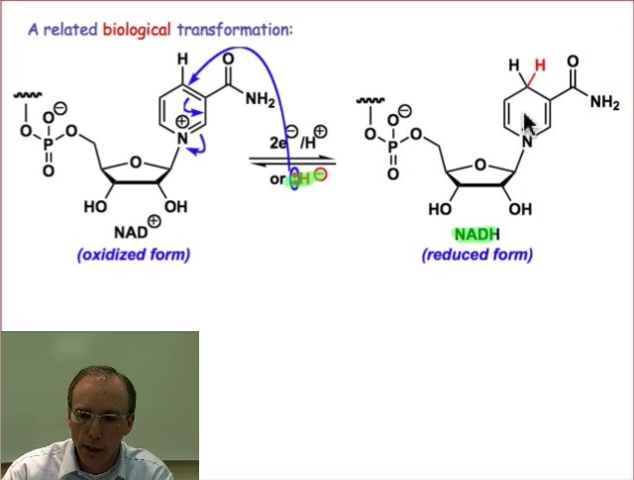 A related biological transformation:
H
O
NH₂
O⊖
O P O
O
N⊕
O
HO OH
NAD⊕
(oxidized form)
2e⊖/H⊕
or H⊖
H H
O
NH₂
O⊖
O P O
O
N
O
HO OH
NADH
(reduced form)